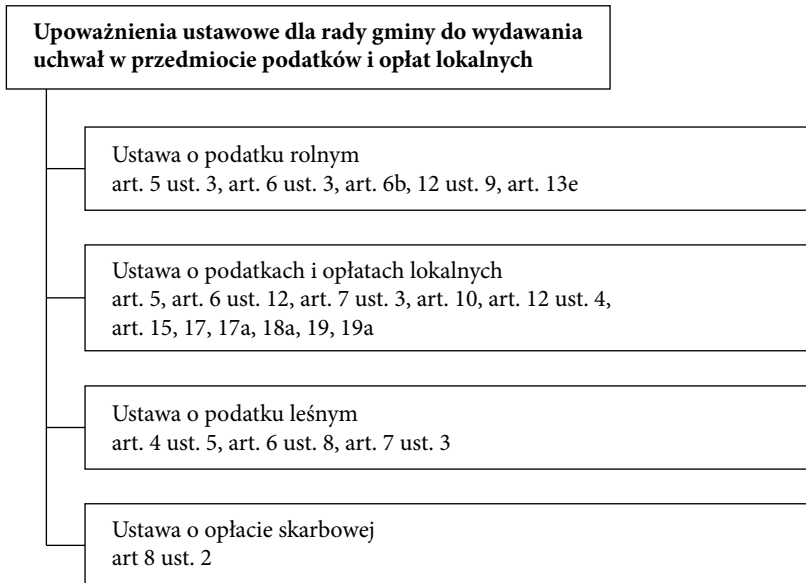 Upoważnienia ustawowe dla rady gminy do wydawania
uchwał w przedmiocie podatków i opłat lokalnych
Ustawa o podatku rolnym
art. 5 ust. 3, art. 6 ust. 3, art. 6b, 12 ust. 9, art. 13e
Ustawa o podatkach i opłatach lokalnych
art. 5, art. 6 ust. 12, art. 7 ust. 3, art. 10, art. 12 ust. 4,
art. 15, 17, 17a, 18a, 19, 19a
Ustawa o podatku leśnym
art. 4 ust. 5, art. 6 ust. 8, art. 7 ust. 3
Ustawa o opłacie skarbowej
art 8 ust. 2